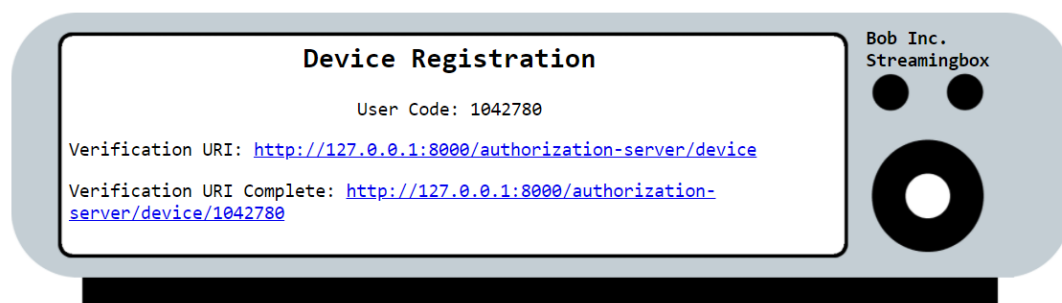 Device Registration
User Code: 1042780
Verification URI: http://127.0.0.1:8000/authorization-server/device
Verification URI Complete: http://127.0.0.1:8000/authorization-
server/device/1042780
Bob Inc.
Streamingbox